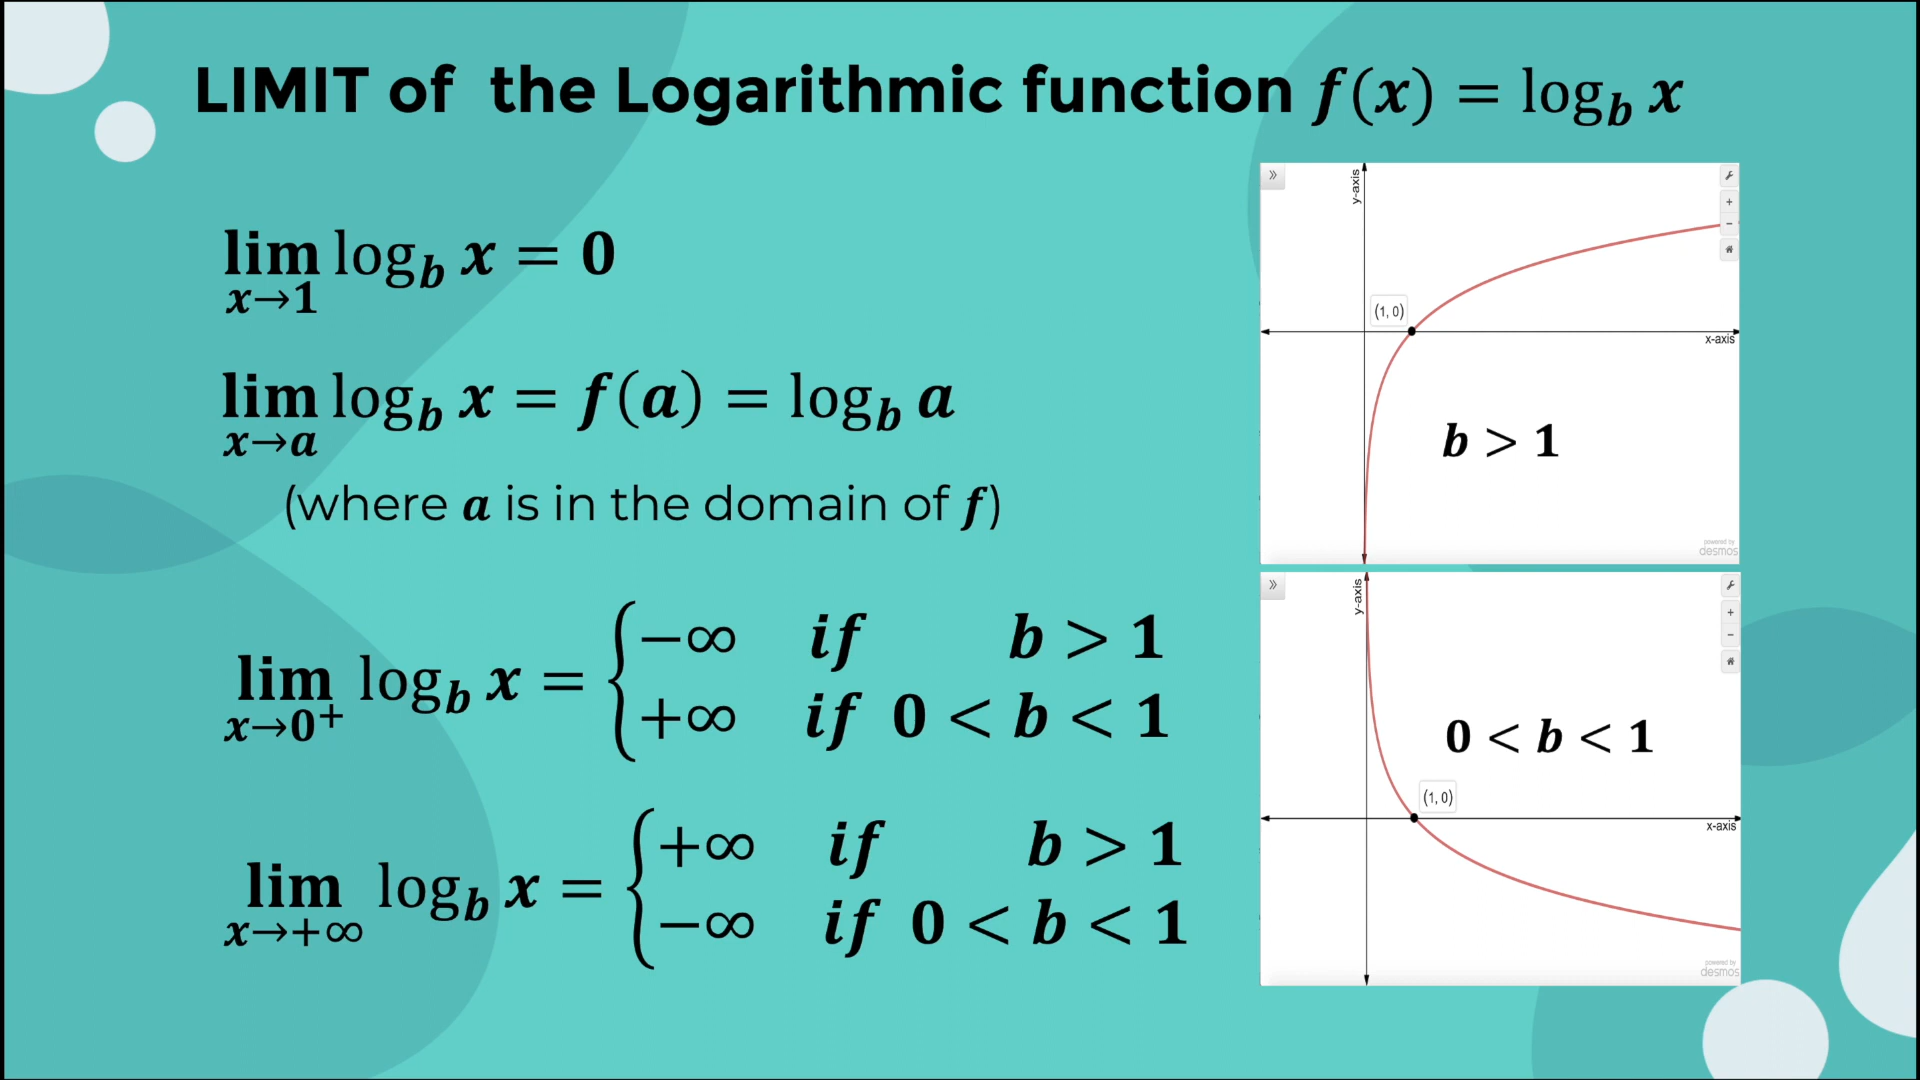 LIMIT of the Logarithmic function f(x) = log_b x
lim x→1 log_b x = 0
lim x→a log_b x = f(a) = log_b a
(where a is in the domain of f)
lim x→0⁺ log_b x = { −∞ if b > 1
+∞ if 0 < b < 1
lim x→+∞ log_b x = { +∞ if b > 1
−∞ if 0 < b < 1
y-axis
(1, 0)
x-axis
b > 1
powered by
desmos
y-axis
0 < b < 1
(1, 0)
x-axis
powered by
desmos